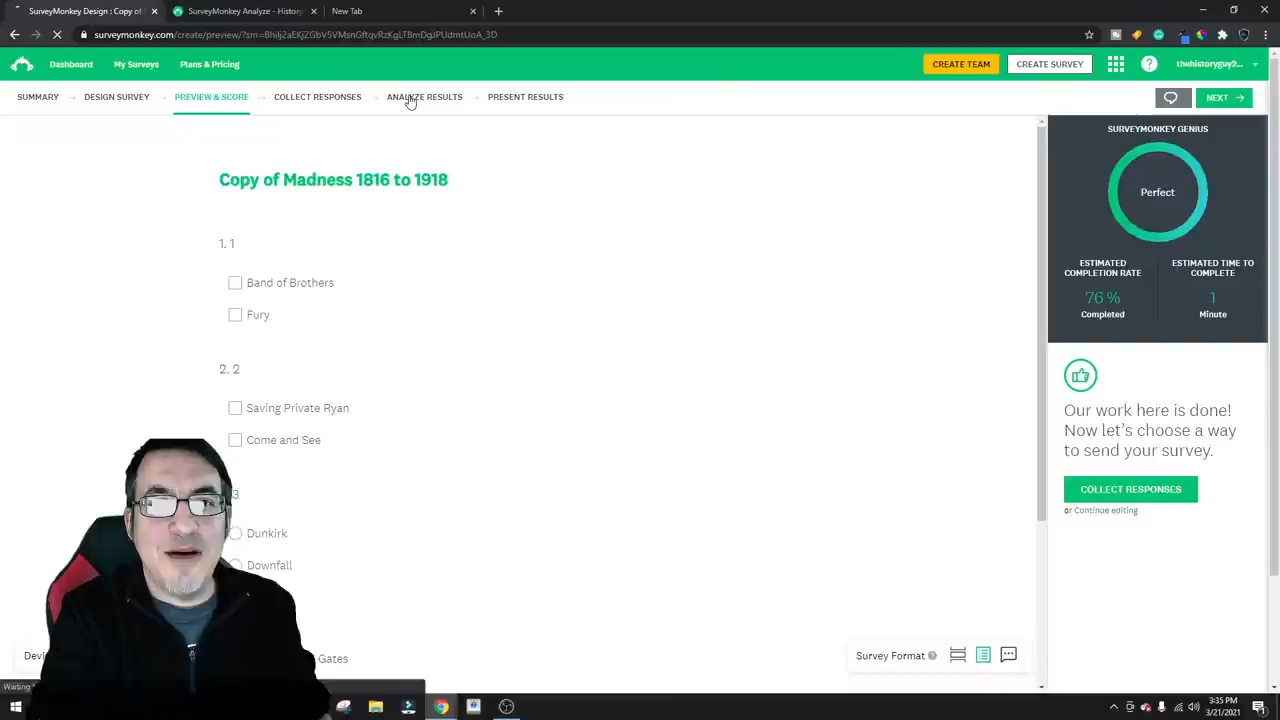 SurveyMonkey Design : Copy of
SurveyMonkey Analyze - History
New Tab
surveymonkey.com/create/preview/?sm=BhiIj2aEKjZGbV5VMsnGftqvRzKgLT8mDgJPUdmtUoA_3D
Dashboard
My Surveys
Plans & Pricing
CREATE TEAM
CREATE SURVEY
thehistoryguy2...
SUMMARY
DESIGN SURVEY
PREVIEW & SCORE
COLLECT RESPONSES
ANALYZE RESULTS
PRESENT RESULTS
NEXT
Copy of Madness 1816 to 1918
1. 1
Band of Brothers
Fury
2. 2
Saving Private Ryan
Come and See
3
Dunkirk
Downfall
Gates
SURVEYMONKEY GENIUS
Perfect
ESTIMATED
COMPLETION RATE
76 %
Completed
ESTIMATED TIME TO
COMPLETE
1
Minute
Our work here is done!
Now let's choose a way
to send your survey.
COLLECT RESPONSES
or Continue editing
Devi
Survey Format
Waiting
3:35 PM
3/21/2021